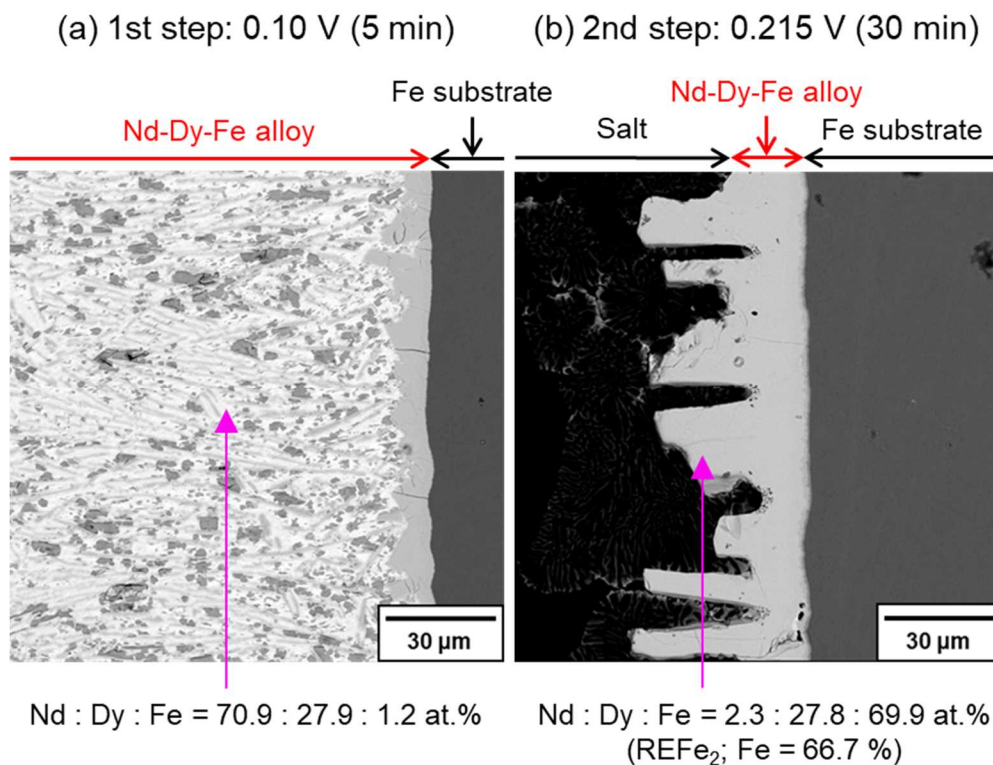 (a) 1st step: 0.10 V (5 min)
Fe substrate
Nd-Dy-Fe alloy
30 µm
Nd : Dy : Fe = 70.9 : 27.9 : 1.2 at.%
(b) 2nd step: 0.215 V (30 min)
Nd-Dy-Fe alloy
Salt
Fe substrate
30 µm
Nd : Dy : Fe = 2.3 : 27.8 : 69.9 at.%
(REFe₂; Fe = 66.7 %)